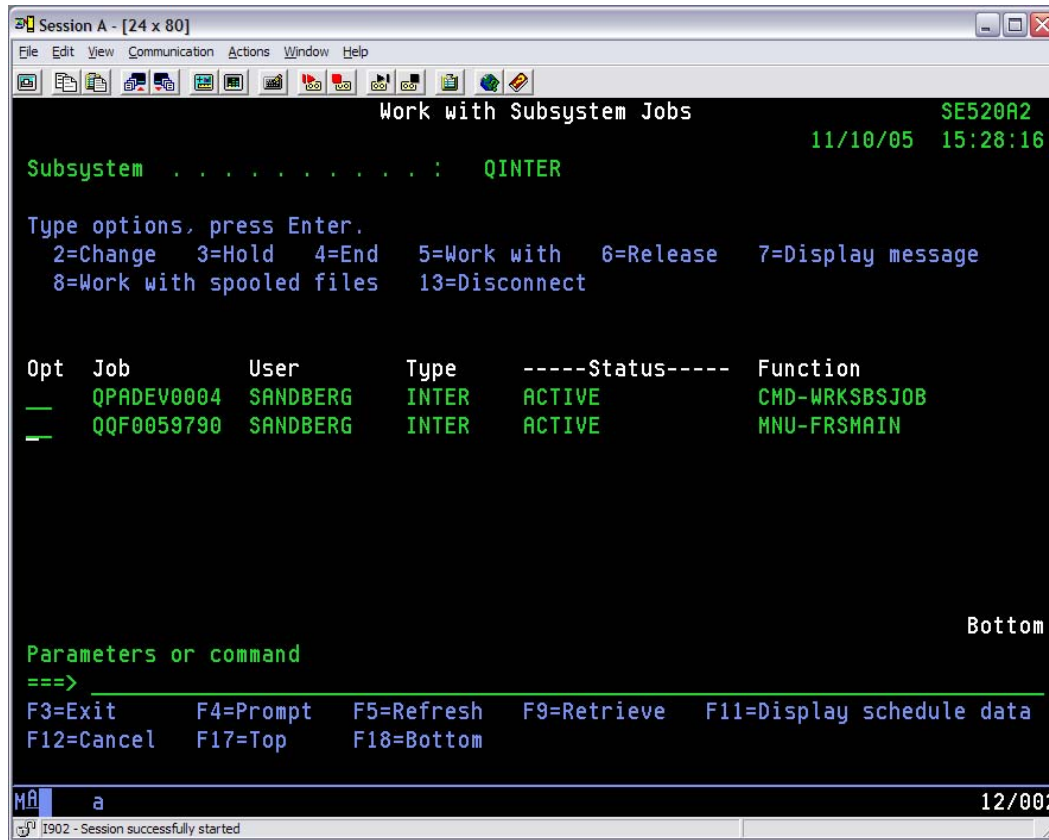 Session A - [24 x 80]
File Edit View Communication Actions Window Help
Work with Subsystem Jobs SE520A2
11/10/05 15:28:16
Subsystem . . . . . . . . . . . : QINTER
Type options, press Enter.
2=Change 3=Hold 4=End 5=Work with 6=Release 7=Display message
8=Work with spooled files 13=Disconnect
Opt Job User Type -----Status----- Function
__ QPADEV0004 SANDBERG INTER ACTIVE CMD-WRKSBSJOB
__ QQF0059790 SANDBERG INTER ACTIVE MNU-FRSMAIN
Bottom
Parameters or command
===>
F3=Exit F4=Prompt F5=Refresh F9=Retrieve F11=Display schedule data
F12=Cancel F17=Top F18=Bottom
MA a 12/002
I902 - Session successfully started